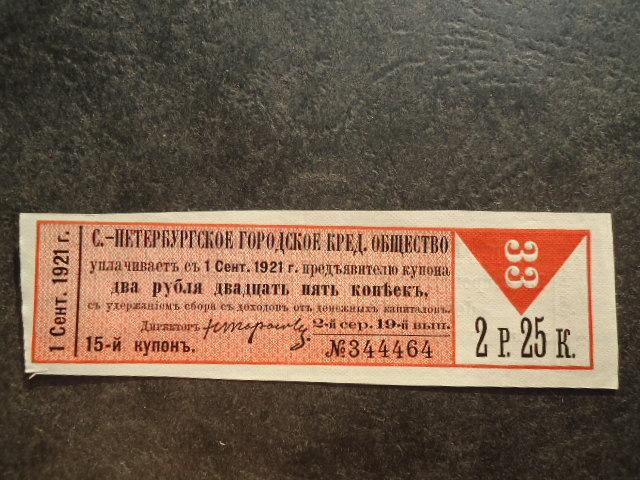 1 Сент. 1921 г.
С.-ПЕТЕРБУРГСКОЕ ГОРОДСКОЕ КРЕД. ОБЩЕСТВО
уплачиваетъ съ 1 Сент. 1921 г. предъявителю купона
два рубля двадцать пять копѣекъ,
съ удержаніемъ сбора съ доходовъ отъ денежныхъ капиталовъ.
Директоръ 2-й сер. 19-й вып.
15-й купонъ. №344464
33
2 Р. 25 К.